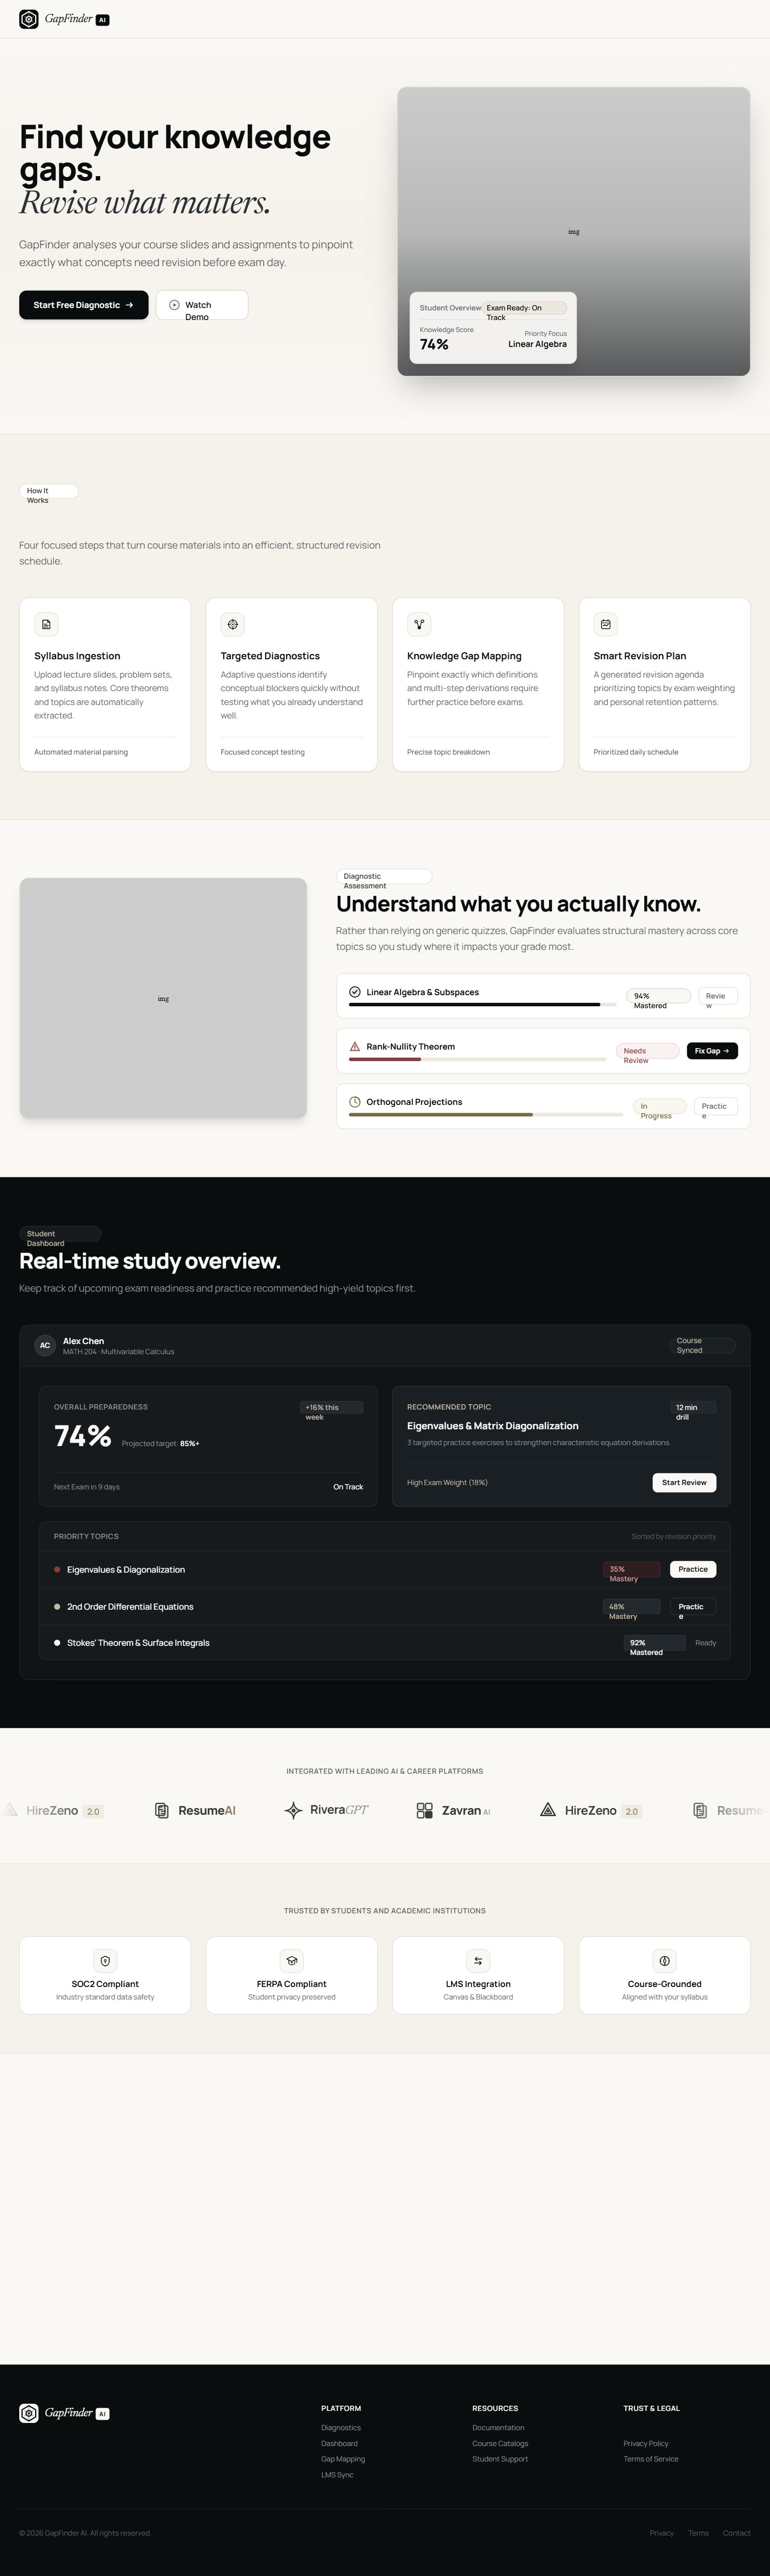 GapFinder AI
Find your knowledge
gaps.
Revise what matters.
GapFinder analyses your course slides and assignments to pinpoint
exactly what concepts need revision before exam day.
Start Free Diagnostic →
Watch
Demo
img
Student Overview
Exam Ready: On
Track
Knowledge Score
74%
Priority Focus
Linear Algebra
How It
Works
Four focused steps that turn course materials into an efficient, structured revision
schedule.
Syllabus Ingestion
Upload lecture slides, problem sets,
and syllabus notes. Core theorems
and topics are automatically
extracted.
Automated material parsing
Targeted Diagnostics
Adaptive questions identify
conceptual blockers quickly without
testing what you already understand
well.
Focused concept testing
Knowledge Gap Mapping
Pinpoint exactly which definitions
and multi-step derivations require
further practice before exams.
Precise topic breakdown
Smart Revision Plan
A generated revision agenda
prioritizing topics by exam weighting
and personal retention patterns.
Prioritized daily schedule
img
Diagnostic
Assessment
Understand what you actually know.
Rather than relying on generic quizzes, GapFinder evaluates structural mastery across core
topics so you study where it impacts your grade most.
Linear Algebra & Subspaces
94%
Mastered
Revie
w
Rank-Nullity Theorem
Needs
Review
Fix Gap →
Orthogonal Projections
In
Progress
Practic
e
Student
Dashboard
Real-time study overview.
Keep track of upcoming exam readiness and practice recommended high-yield topics first.
AC
Alex Chen
MATH 204 · Multivariable Calculus
Course
Synced
OVERALL PREPAREDNESS
+16% this
week
74%
Projected target: 85%+
Next Exam in 9 days
On Track
RECOMMENDED TOPIC
12 min
drill
Eigenvalues & Matrix Diagonalization
3 targeted practice exercises to strengthen characteristic equation derivations.
High Exam Weight (18%)
Start Review
PRIORITY TOPICS
Sorted by revision priority
Eigenvalues & Diagonalization
35%
Mastery
Practice
2nd Order Differential Equations
48%
Mastery
Practic
e
Stokes' Theorem & Surface Integrals
92%
Mastered
Ready
INTEGRATED WITH LEADING AI & CAREER PLATFORMS
HireZeno 2.0
ResumeAI
RiveraGPT
Zavran AI
HireZeno 2.0
Resume
TRUSTED BY STUDENTS AND ACADEMIC INSTITUTIONS
SOC2 Compliant
Industry standard data safety
FERPA Compliant
Student privacy preserved
LMS Integration
Canvas & Blackboard
Course-Grounded
Aligned with your syllabus
GapFinder AI
PLATFORM
Diagnostics
Dashboard
Gap Mapping
LMS Sync
RESOURCES
Documentation
Course Catalogs
Student Support
TRUST & LEGAL
Privacy Policy
Terms of Service
© 2026 GapFinder AI. All rights reserved.
Privacy
Terms
Contact